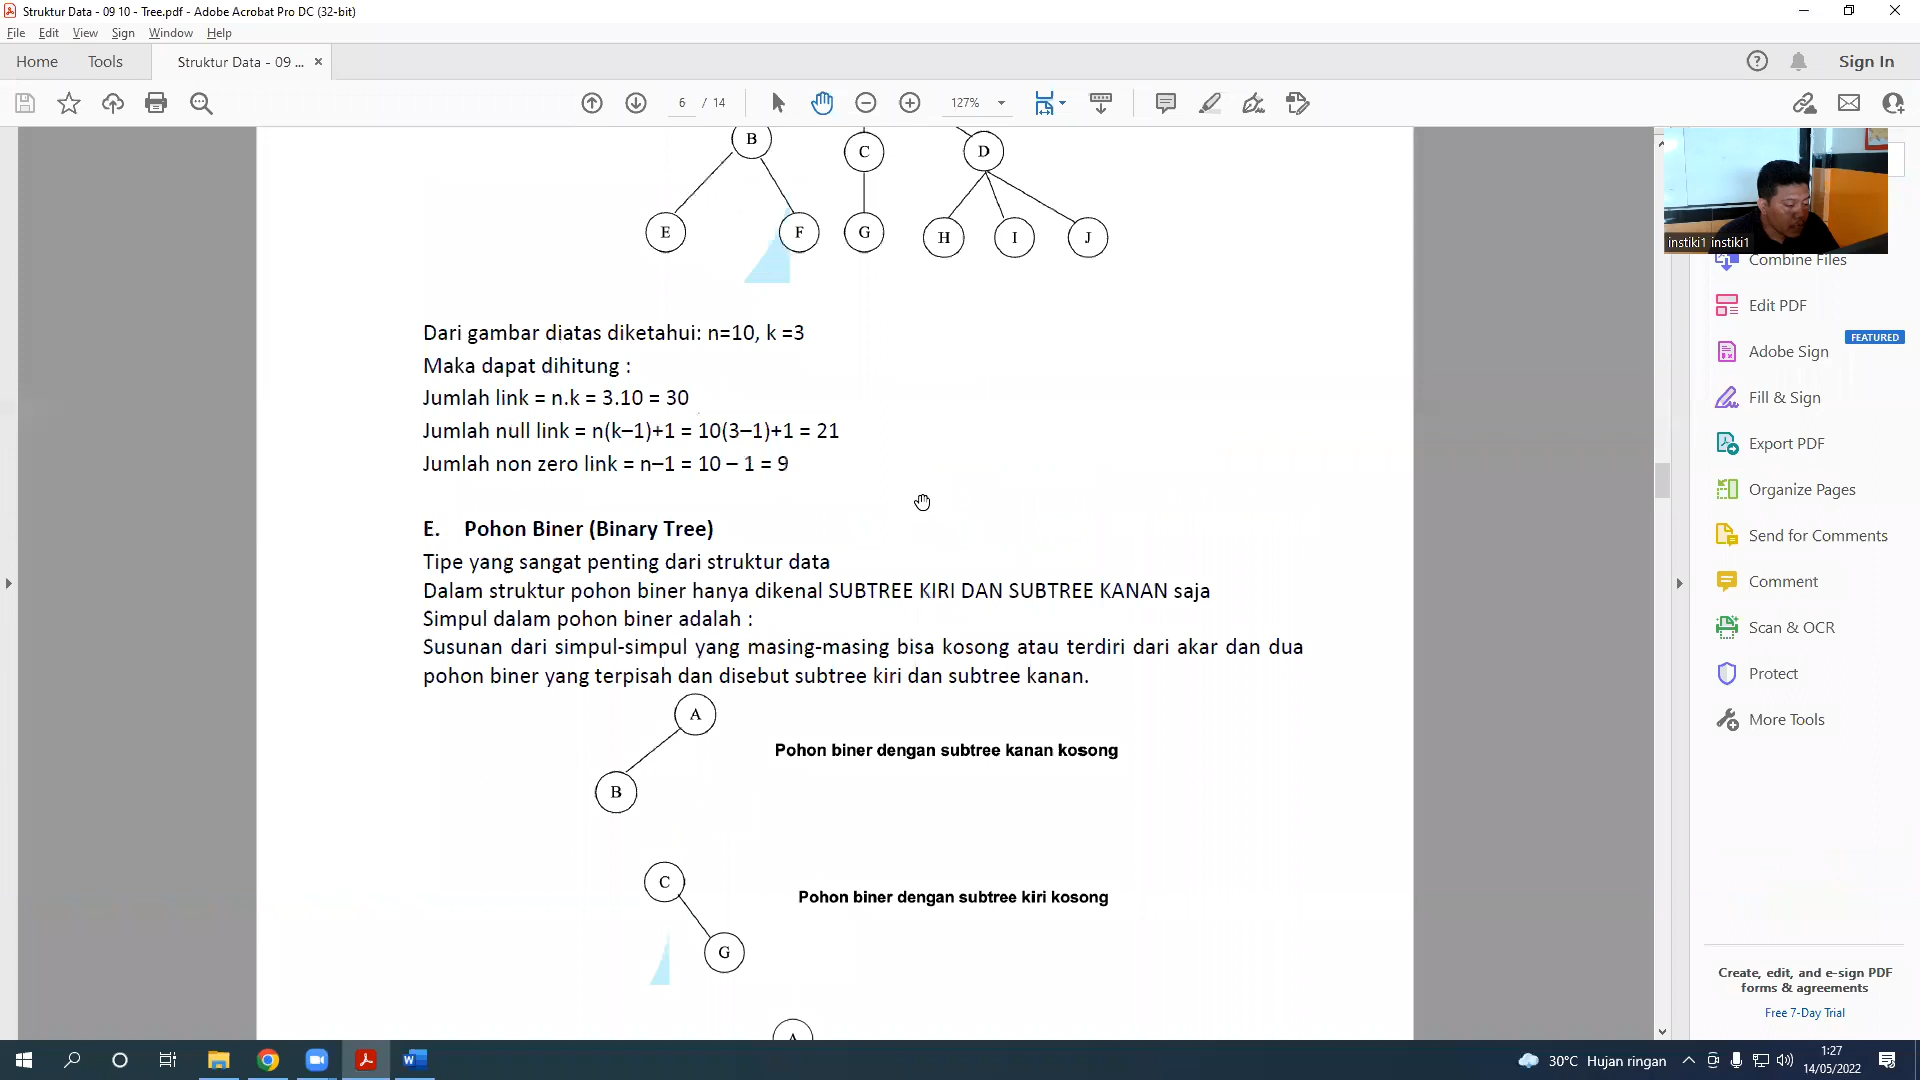 Struktur Data - 09 10 - Tree.pdf - Adobe Acrobat Pro DC (32-bit)
File Edit View Sign Window Help
Home Tools Struktur Data - 09 ... × Sign In
6 / 14 127%
B C D
E F G H I J
instiki1 instiki1
Dari gambar diatas diketahui: n=10, k =3
Maka dapat dihitung :
Jumlah link = n.k = 3.10 = 30
Jumlah null link = n(k–1)+1 = 10(3–1)+1 = 21
Jumlah non zero link = n–1 = 10 – 1 = 9
E. Pohon Biner (Binary Tree)
Tipe yang sangat penting dari struktur data
Dalam struktur pohon biner hanya dikenal SUBTREE KIRI DAN SUBTREE KANAN saja
Simpul dalam pohon biner adalah :
Susunan dari simpul-simpul yang masing-masing bisa kosong atau terdiri dari akar dan dua
pohon biner yang terpisah dan disebut subtree kiri dan subtree kanan.
A
Pohon biner dengan subtree kanan kosong
B
C
Pohon biner dengan subtree kiri kosong
G
A
Combine Files
Edit PDF
FEATURED
Adobe Sign
Fill & Sign
Export PDF
Organize Pages
Send for Comments
Comment
Scan & OCR
Protect
More Tools
Create, edit, and e-sign PDF
forms & agreements
Free 7-Day Trial
30°C Hujan ringan
1:27
14/05/2022